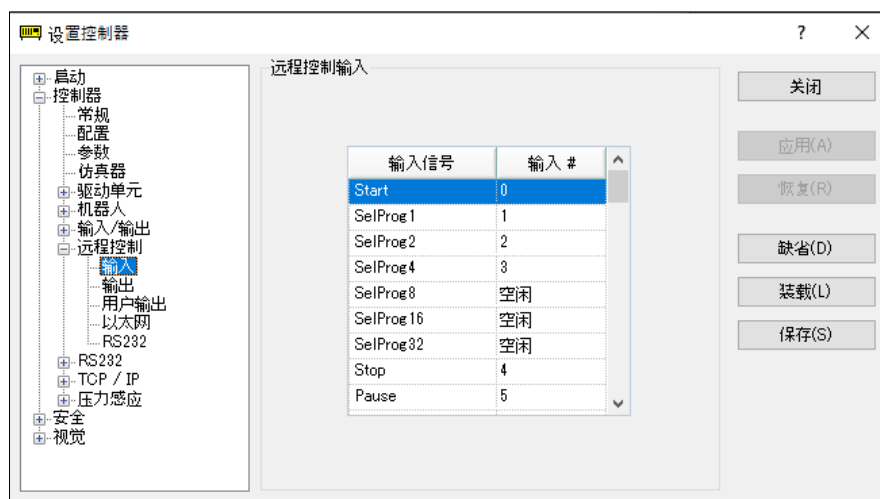 设置控制器
?
启动
控制器
常规
配置
参数
仿真器
驱动单元
机器人
输入/输出
远程控制
输入
输出
用户输出
以太网
RS232
RS232
TCP / IP
压力感应
安全
视觉
远程控制输入
输入信号 输入 #
Start 0
SelProg1 1
SelProg2 2
SelProg4 3
SelProg8 空闲
SelProg16 空闲
SelProg32 空闲
Stop 4
Pause 5
关闭
应用(A)
恢复(R)
缺省(D)
装载(L)
保存(S)